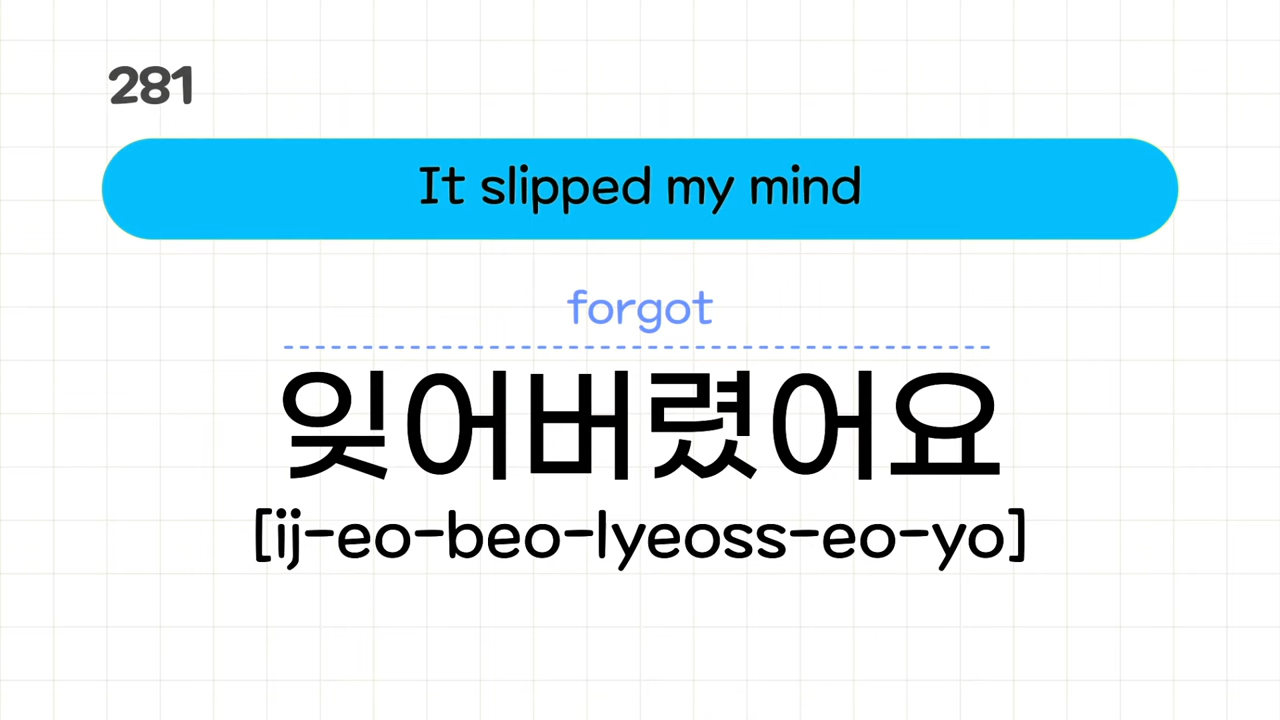 281
It slipped my mind
forgot
잊어버렸어요
[ij-eo-beo-lyeoss-eo-yo]